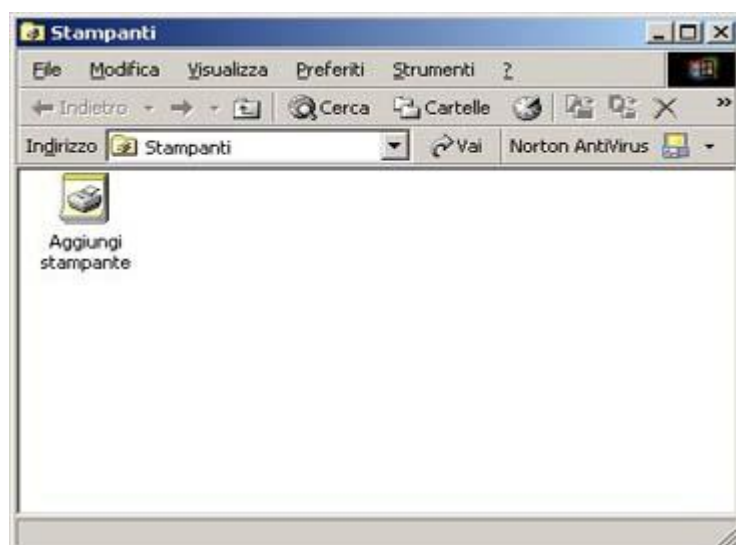 Stampanti
File Modifica Visualizza Preferiti Strumenti ?
Indietro Cerca Cartelle »
Indirizzo Stampanti Vai Norton AntiVirus
Aggiungi
stampante